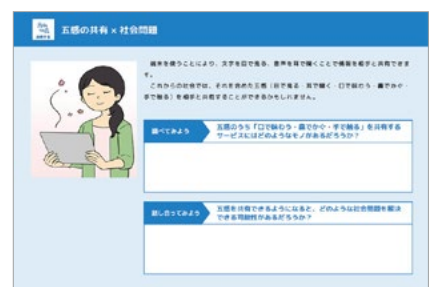 五感の共有 × 社会問題
端末を使うことにより、文字を目で見る、音声を耳で聞くことで情報を相手と共有できま
す。
これからの社会では、それを含めた五感（目で見る・耳で聞く・口で味わう・鼻でかぐ・
手で触る）を相手と共有することができるかもしれません。
調べてみよう
五感のうち「口で味わう・鼻でかぐ・手で触る」を共有する
サービスにはどのようなモノがあるだろうか？
話し合ってみよう
五感を共有できるようになると、どのような社会問題を解決
できる可能性があるだろうか？